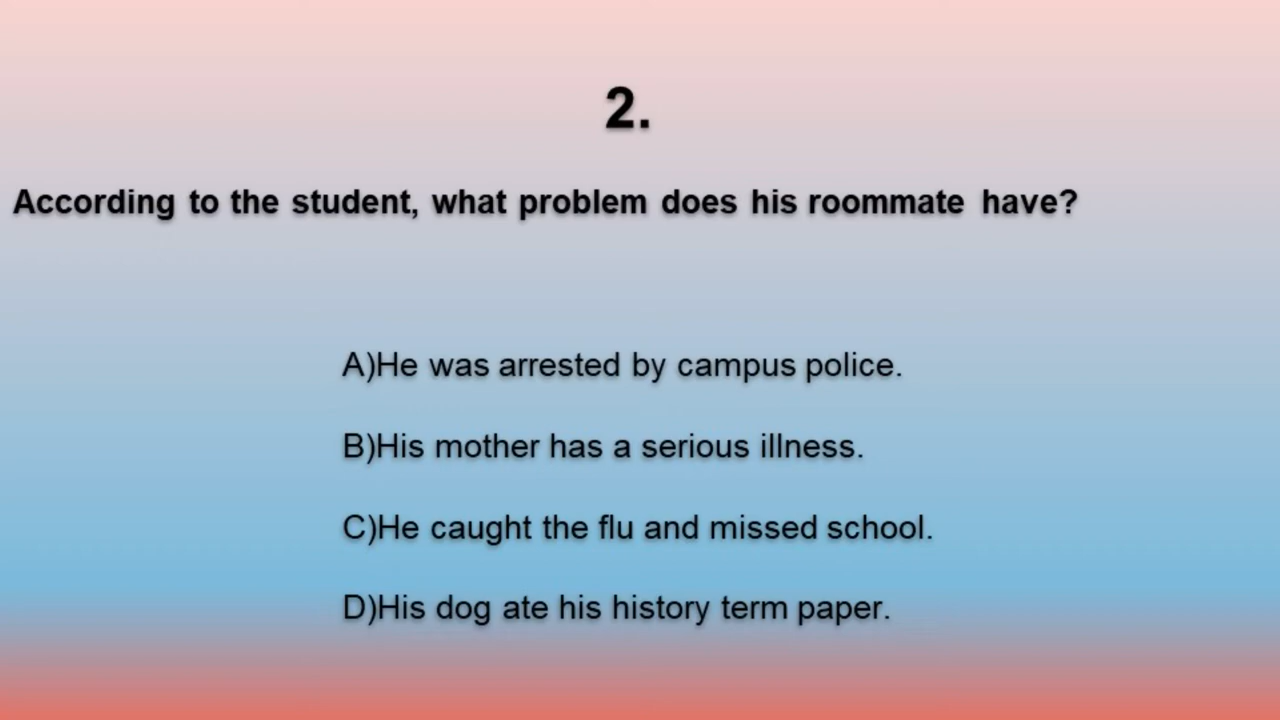 2.
According to the student, what problem does his roommate have?
A)He was arrested by campus police.
B)His mother has a serious illness.
C)He caught the flu and missed school.
D)His dog ate his history term paper.